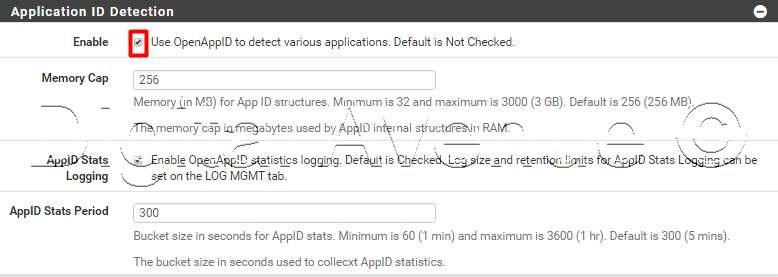 Application ID Detection
Enable
Use OpenAppID to detect various applications. Default is Not Checked.
Memory Cap
256
Memory (in MB) for App ID structures. Minimum is 32 and maximum is 3000 (3 GB). Default is 256 (256 MB).
The memory cap in megabytes used by AppID internal structures in RAM.
AppID Stats
Logging
Enable OpenAppID statistics logging. Default is Checked. Log size and retention limits for AppID Stats Logging can be
set on the LOG MGMT tab.
AppID Stats Period
300
Bucket size in seconds for AppID stats. Minimum is 60 (1 min) and maximum is 3600 (1 hr). Default is 300 (5 mins).
The bucket size in seconds used to collecxt AppID statistics.